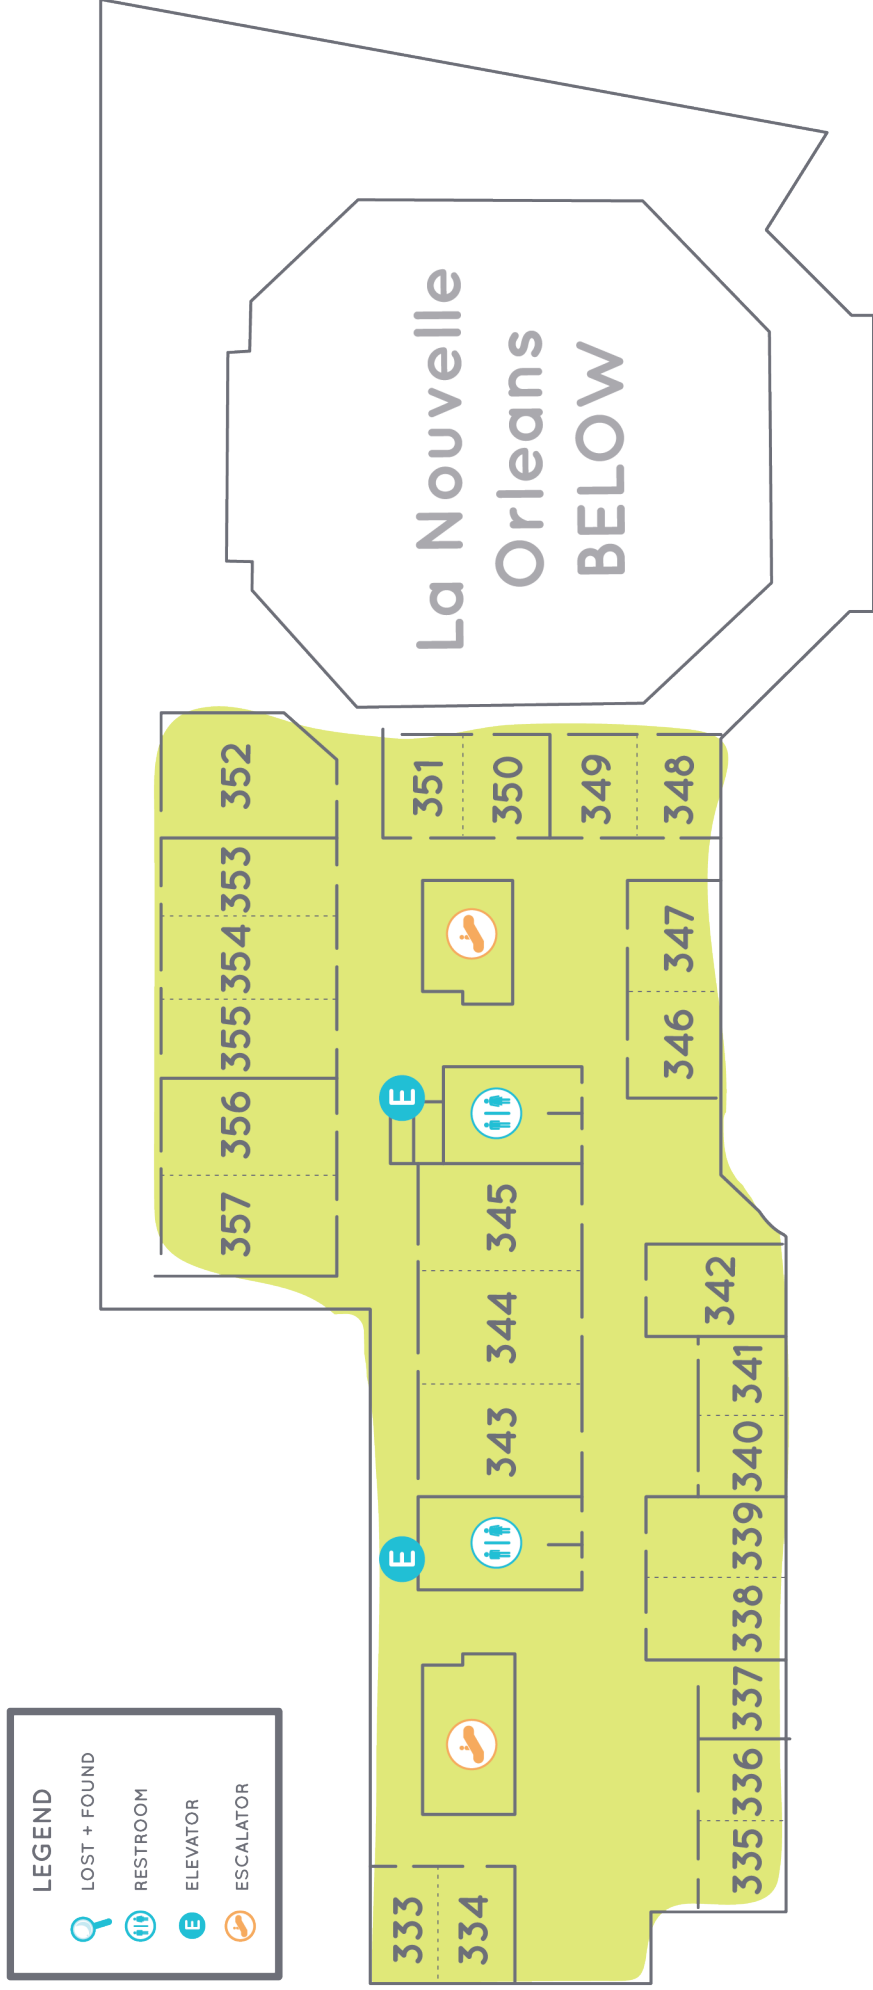 La Nouvelle
Orleans
BELOW
352
353
354
355
356
357
351
350
349
348
347
346
E
345
344
343
342
341
340
339
338
337
336
335
E
333
334
LEGEND
LOST + FOUND
RESTROOM
E ELEVATOR
ESCALATOR